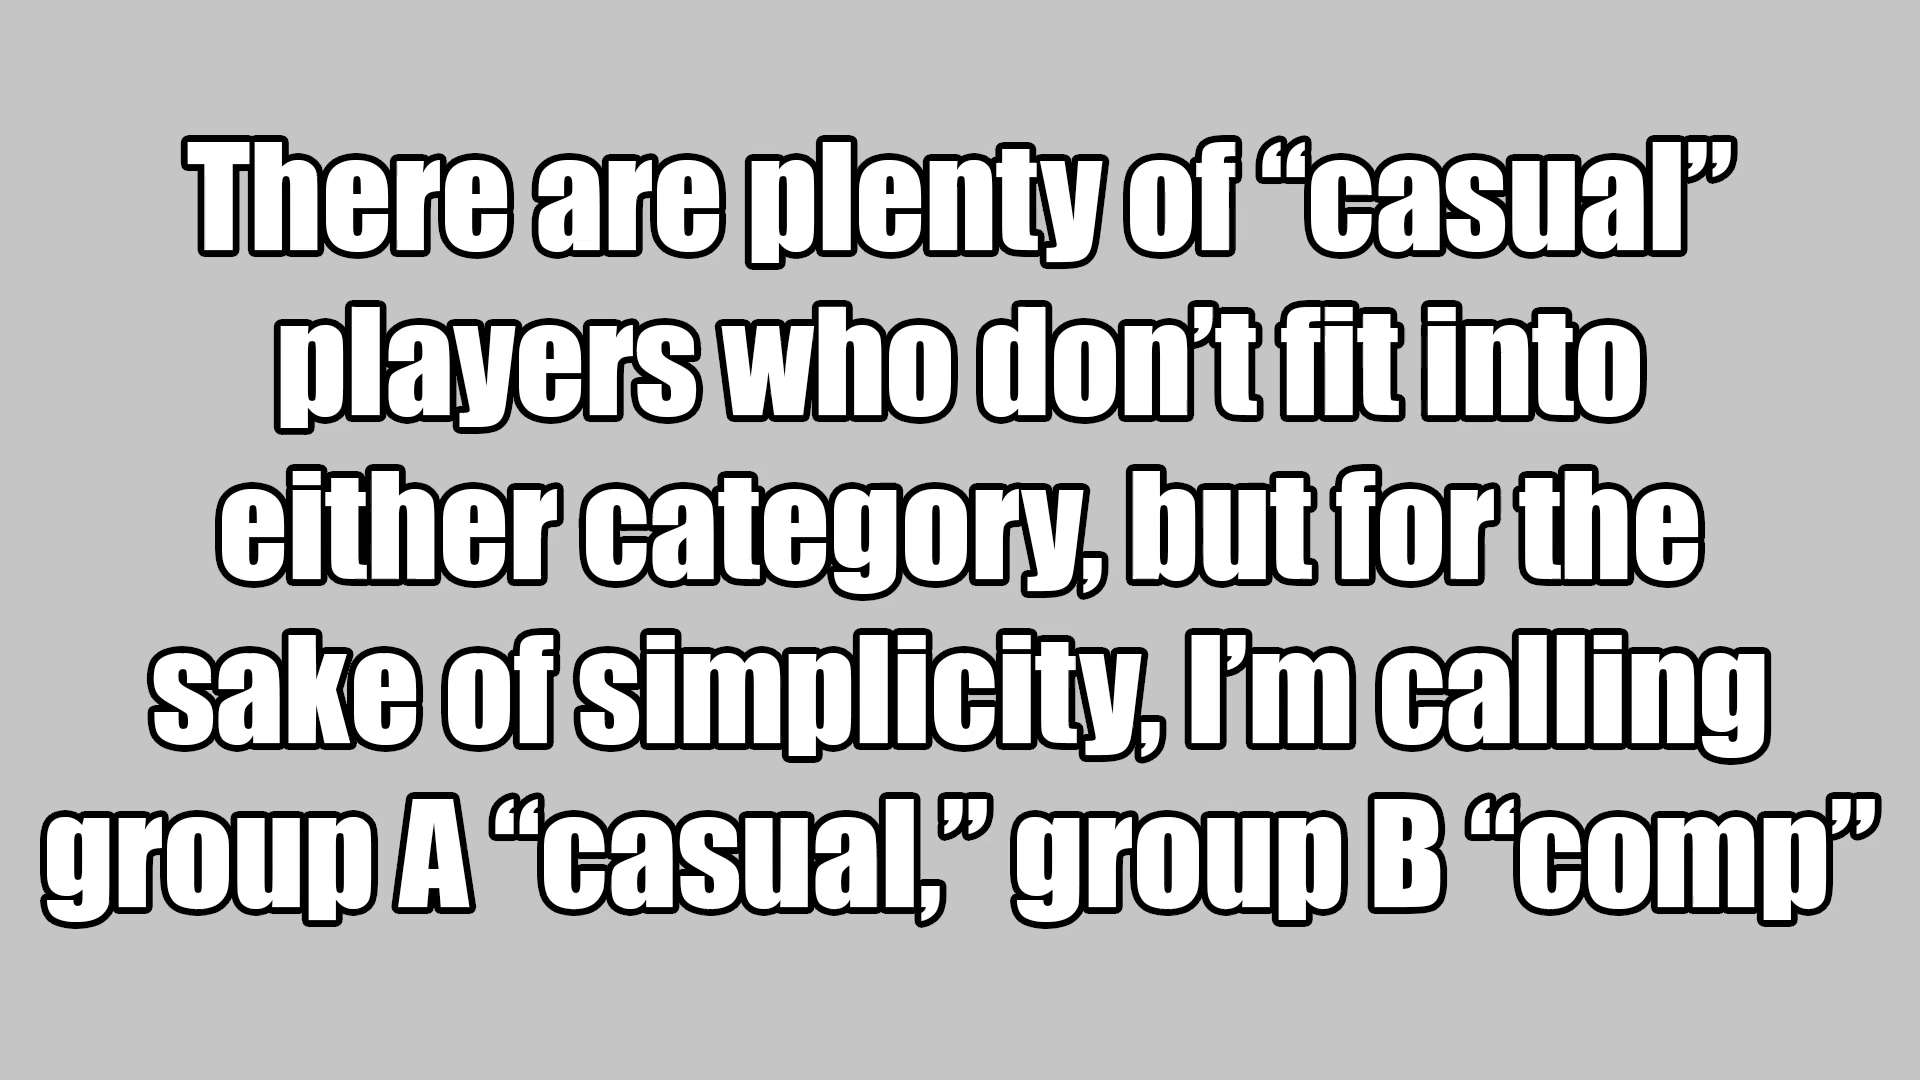 There are plenty of “casual”
players who don’t fit into
either category, but for the
sake of simplicity, I’m calling
group A “casual,” group B “comp”